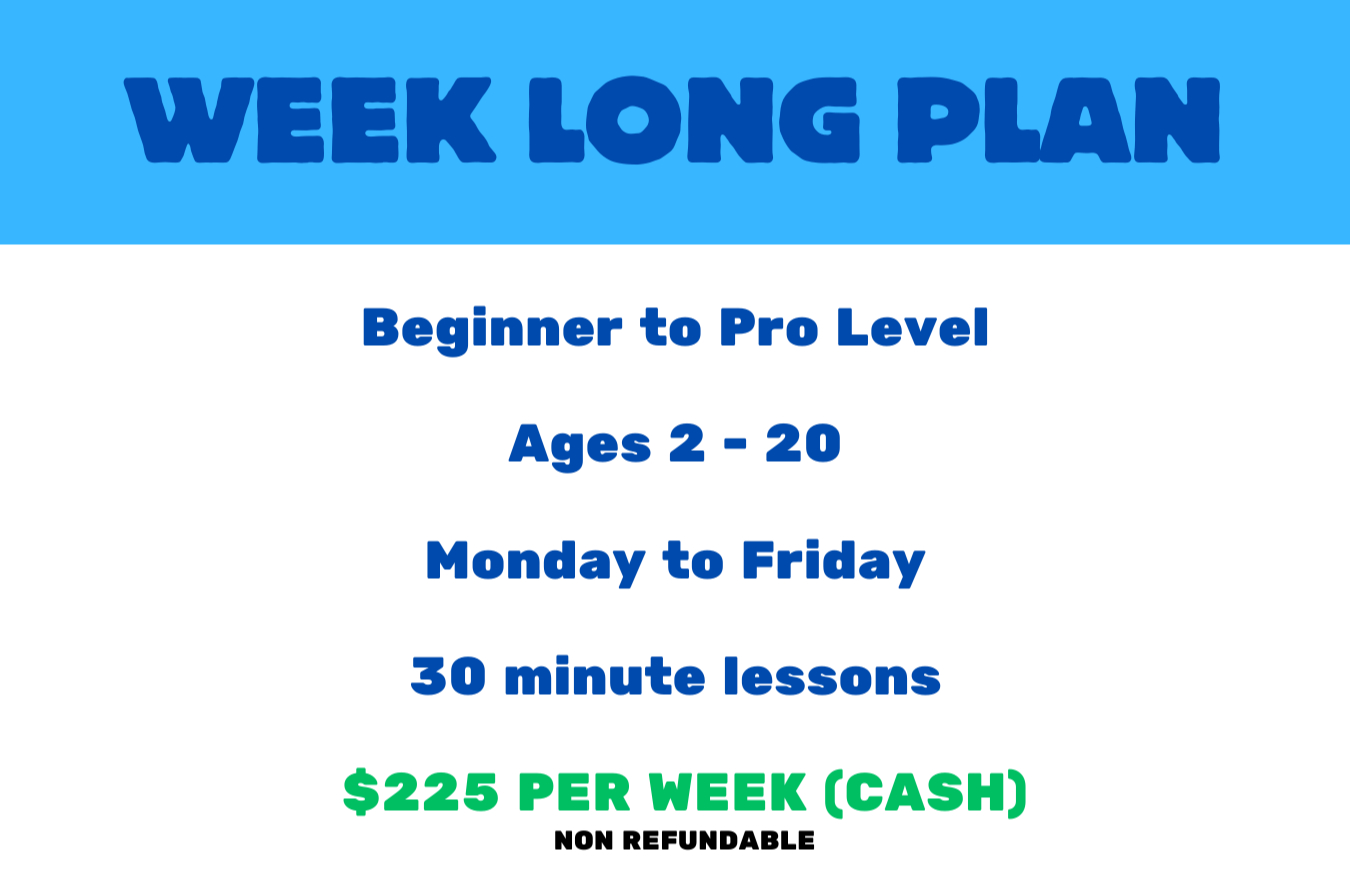 WEEK LONG PLAN
Beginner to Pro Level
Ages 2 - 20
Monday to Friday
30 minute lessons
$225 PER WEEK (CASH)
NON REFUNDABLE